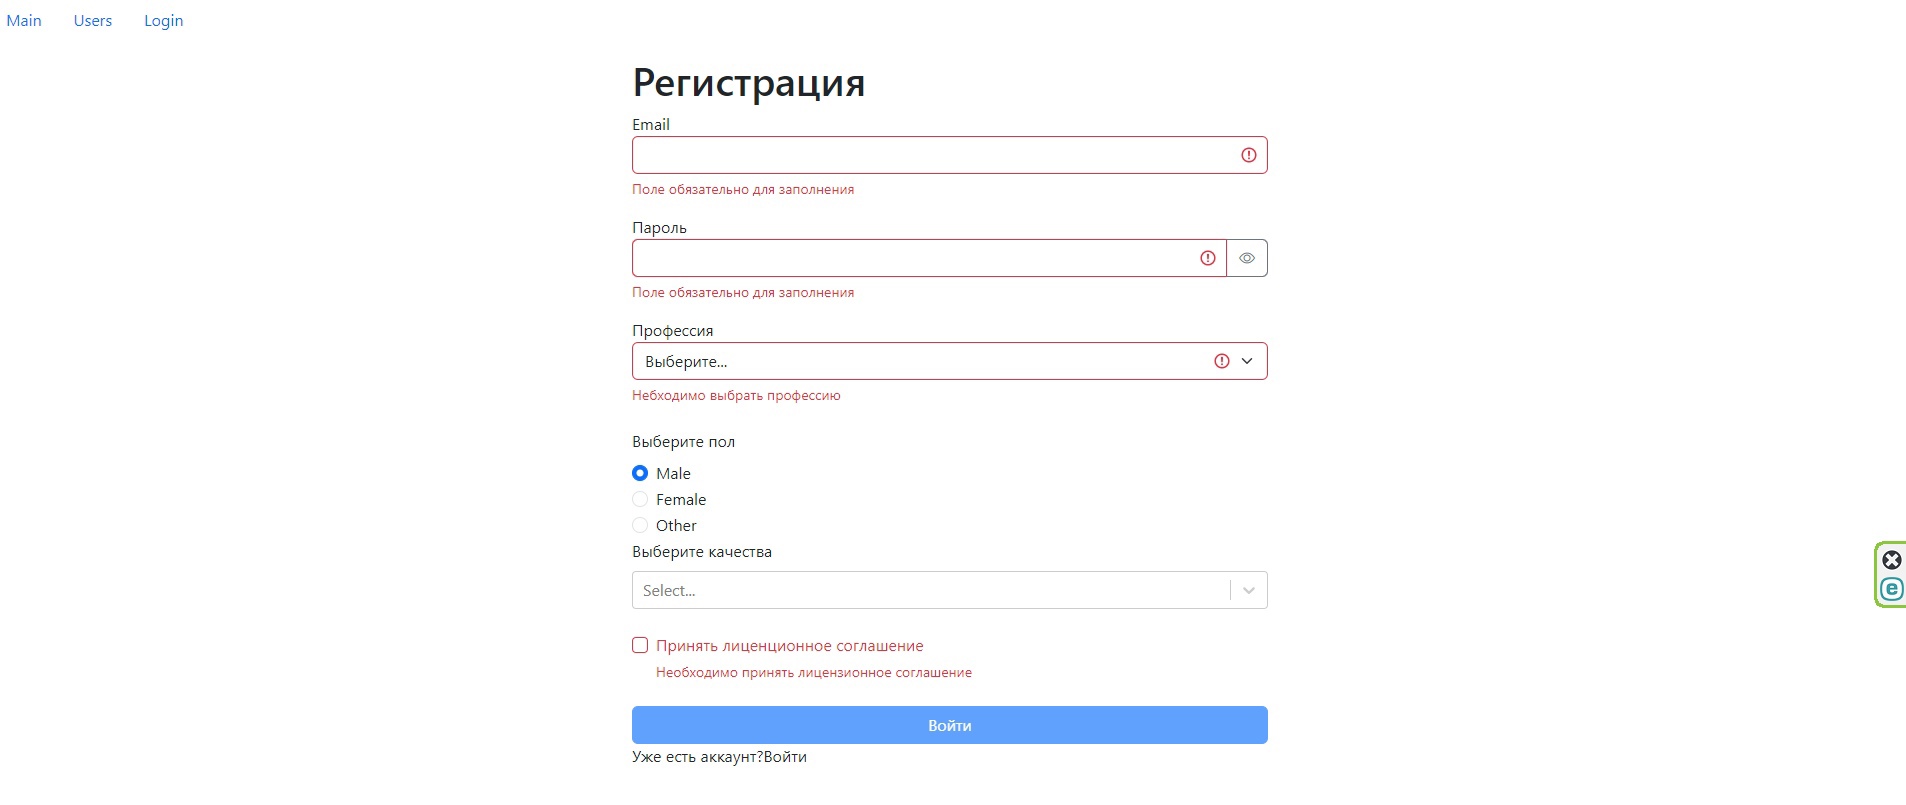 Main Users Login
Регистрация
Email
Поле обязательно для заполнения
Пароль
Поле обязательно для заполнения
Профессия
Выберите...
Небходимо выбрать профессию
Выберите пол
Male
Female
Other
Выберите качества
Select...
Принять лиценционное соглашение
Необходимо принять лицензионное соглашение
Войти
Уже есть аккаунт?Войти